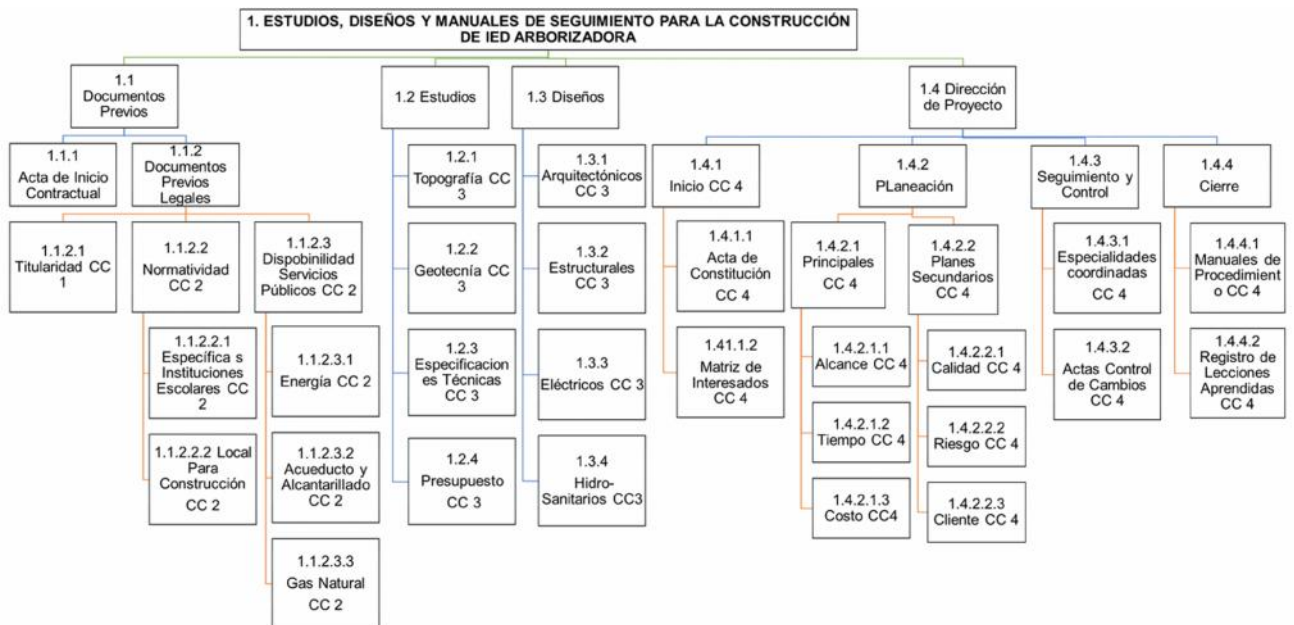 1. ESTUDIOS, DISEÑOS Y MANUALES DE SEGUIMIENTO PARA LA CONSTRUCCIÓN
DE IED ARBORIZADORA
1.1
Documentos
Previos
1.2 Estudios
1.3 Diseños
1.4 Dirección
de Proyecto
1.1.1
Acta de Inicio
Contractual
1.1.2
Documentos
Previos
Legales
1.1.2.1
Titularidad CC
1
1.1.2.2
Normatividad
CC 2
1.1.2.2.1
Específica s
Instituciones
Escolares CC
2
1.1.2.2.2 Local
Para
Construcción
CC 2
1.1.2.3
Dispobinilidad
Servicios
Públicos CC 2
1.1.2.3.1
Energía CC 2
1.1.2.3.2
Acueducto y
Alcantarillado
CC 2
1.1.2.3.3
Gas Natural
CC 2
1.2.1
Topografía CC
3
1.2.2
Geotecnía CC
3
1.2.3
Especificacion
es Técnicas
CC 3
1.2.4
Presupuesto
CC 3
1.3.1
Arquitectónicos
CC 3
1.3.2
Estructurales
CC 3
1.3.3
Eléctricos CC 3
1.3.4
Hidro-
Sanitarios CC3
1.4.1
Inicio CC 4
1.4.1.1
Acta de
Constitución
CC 4
1.41.1.2
Matriz de
Interesados
CC 4
1.4.2
PLaneación
1.4.2.1
Principales
CC 4
1.4.2.1.1
Alcance CC 4
1.4.2.1.2
Tiempo CC 4
1.4.2.1.3
Costo CC4
1.4.2.2
Planes
Secundarios
CC 4
1.4.2.2.1
Calidad CC 4
1.4.2.2.2
Riesgo CC 4
1.4.2.2.3
Cliente CC 4
1.4.3
Seguimiento y
Control
1.4.3.1
Especialidades
coordinadas
CC 4
1.4.3.2
Actas Control
de Cambios
CC 4
1.4.4
Cierre
1.4.4.1
Manuales de
Procedimient
o CC 4
1.4.4.2
Registro de
Lecciones
Aprendidas
CC 4